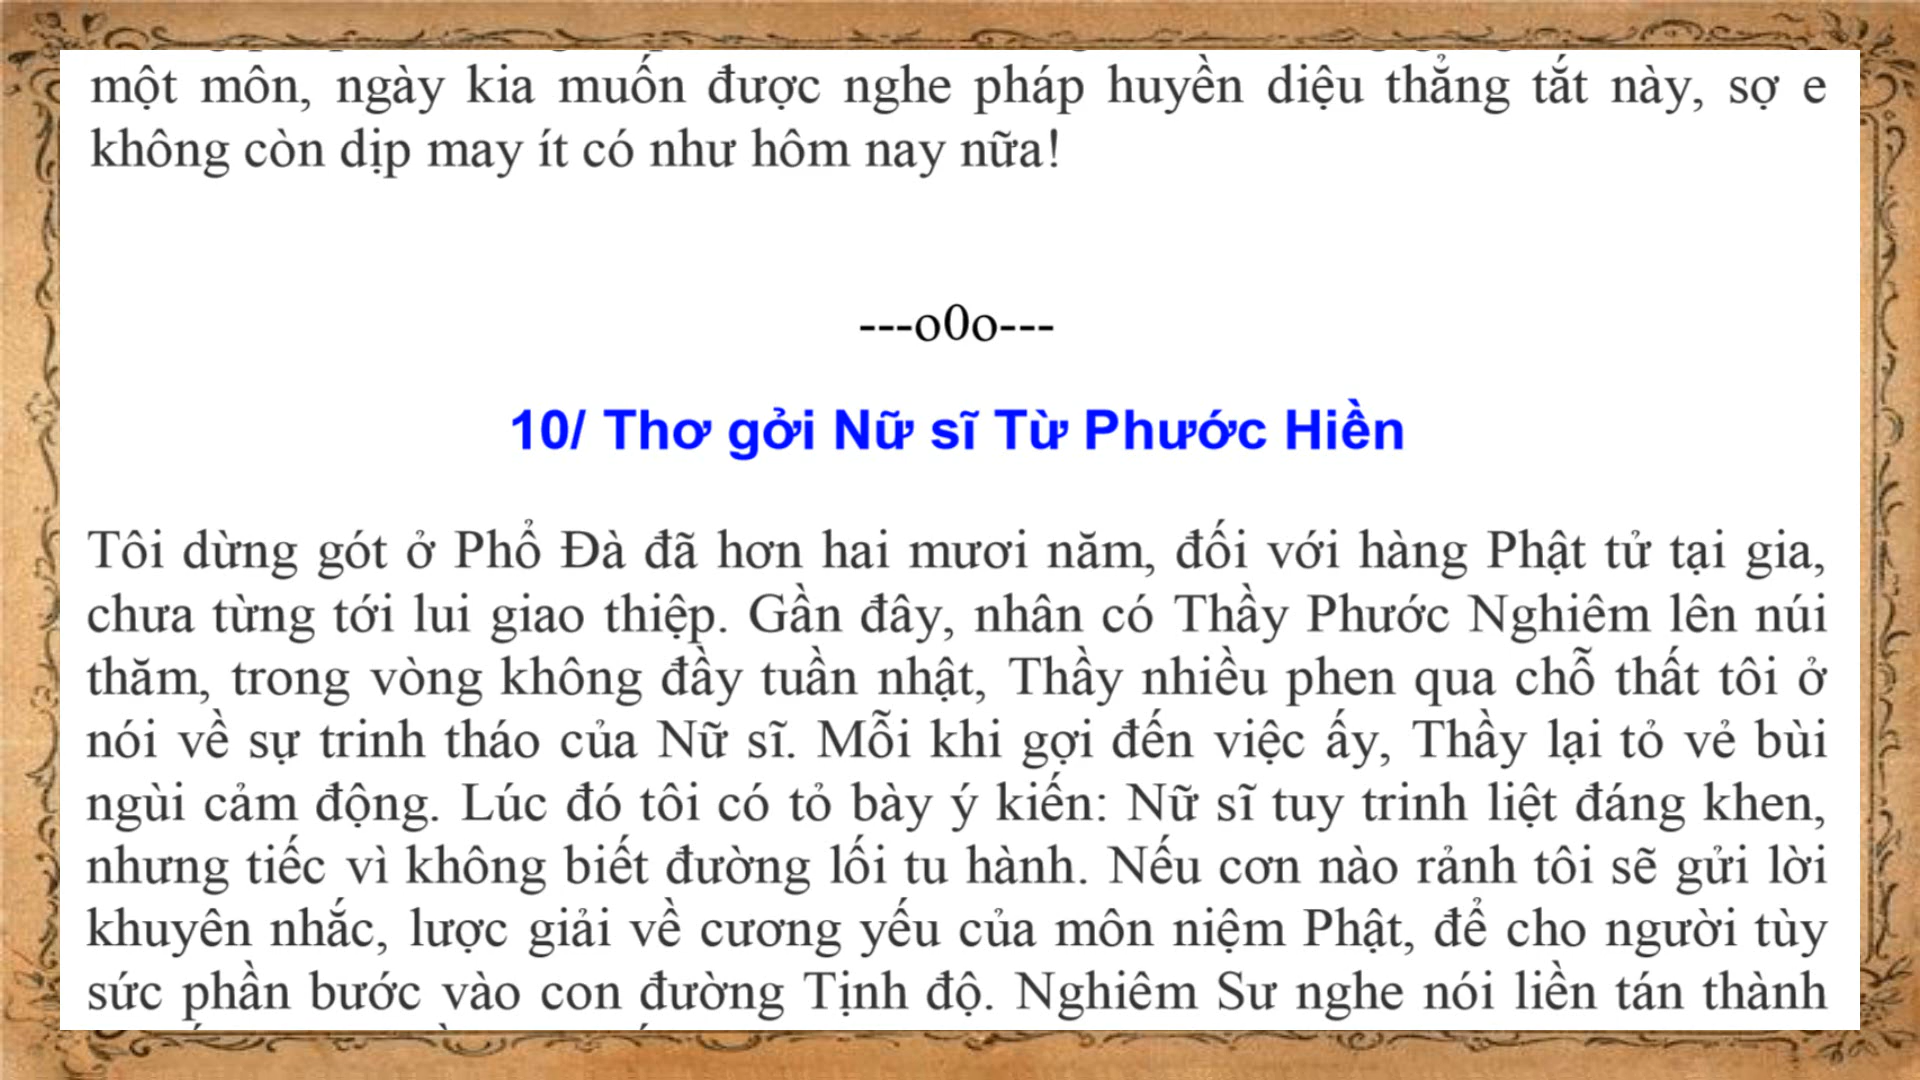 một môn, ngày kia muốn được nghe pháp huyền diệu thẳng tắt này, sợ e
không còn dịp may ít có như hôm nay nữa!
---o0o---
10/ Thơ gởi Nữ sĩ Từ Phước Hiền
Tôi dừng gót ở Phổ Đà đã hơn hai mươi năm, đối với hàng Phật tử tại gia,
chưa từng tới lui giao thiệp. Gần đây, nhân có Thầy Phước Nghiêm lên núi
thăm, trong vòng không đầy tuần nhật, Thầy nhiều phen qua chỗ thất tôi ở
nói về sự trinh tháo của Nữ sĩ. Mỗi khi gợi đến việc ấy, Thầy lại tỏ vẻ bùi
ngùi cảm động. Lúc đó tôi có tỏ bày ý kiến: Nữ sĩ tuy trinh liệt đáng khen,
nhưng tiếc vì không biết đường lối tu hành. Nếu cơn nào rảnh tôi sẽ gửi lời
khuyên nhắc, lược giải về cương yếu của môn niệm Phật, để cho người tùy
sức phần bước vào con đường Tịnh độ. Nghiêm Sư nghe nói liền tán thành